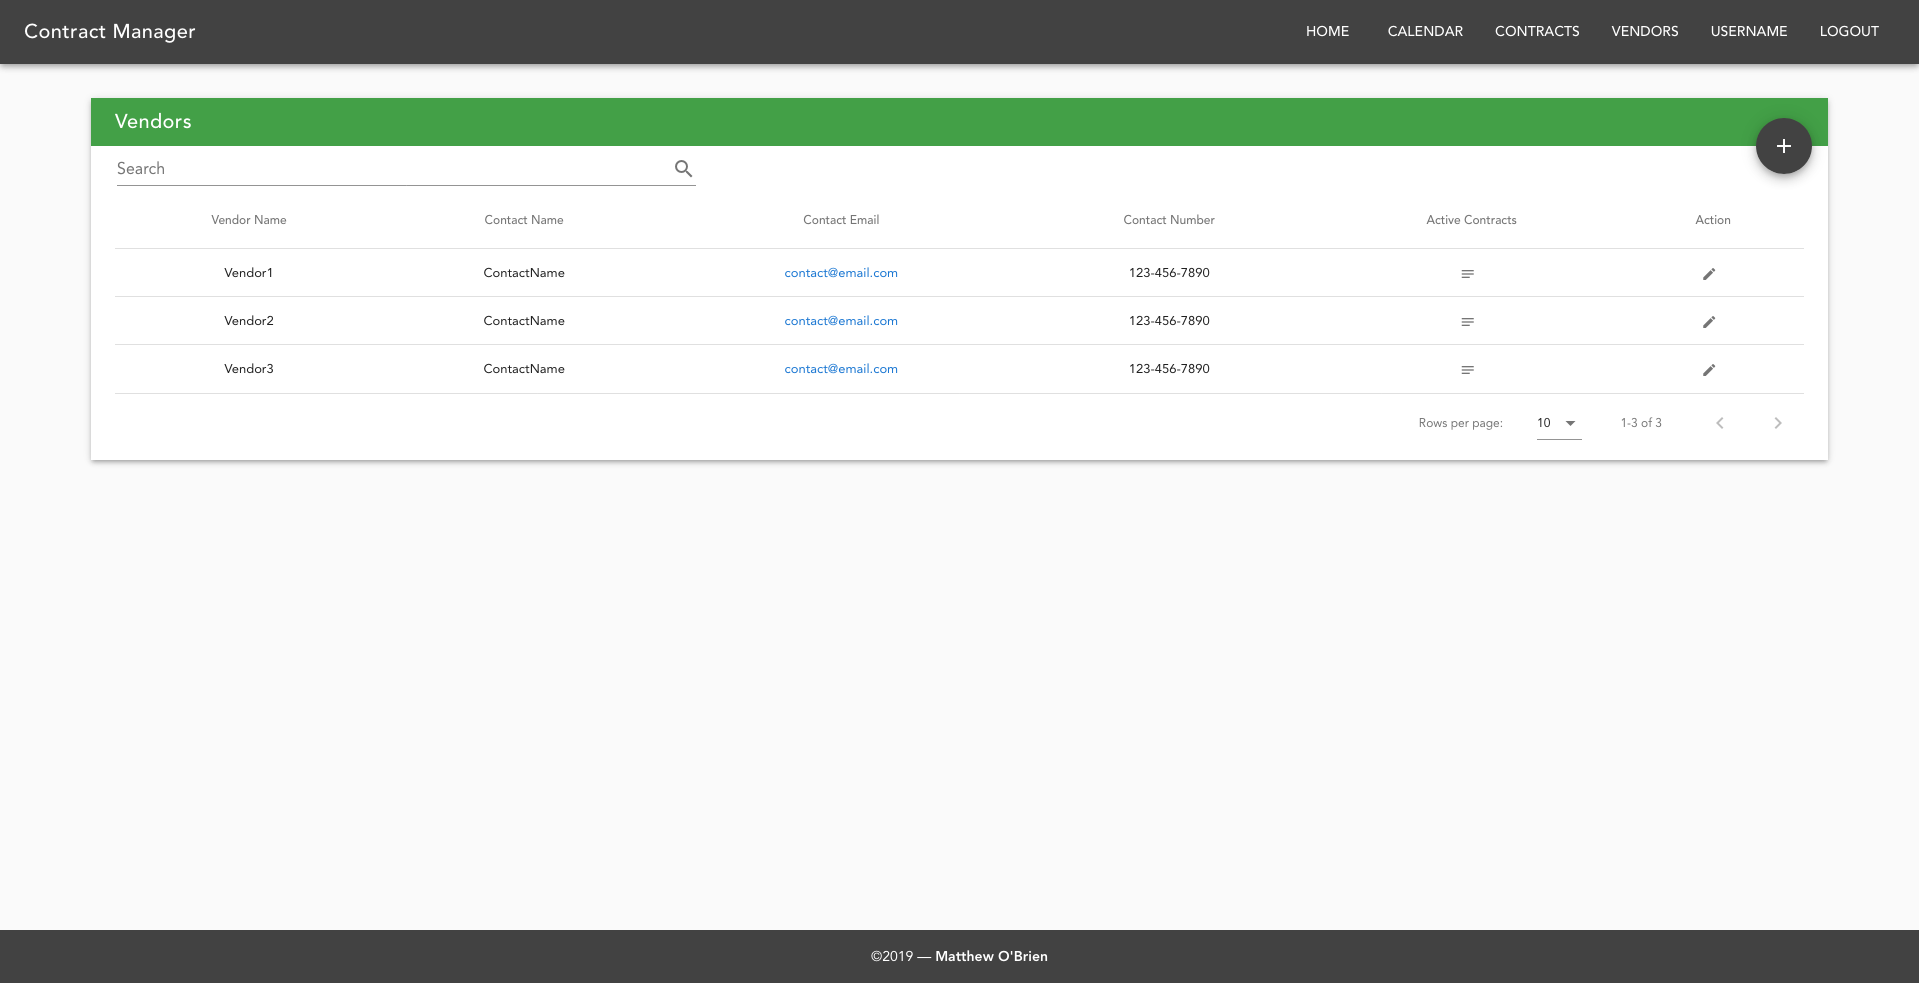 Contract Manager HOME CALENDAR CONTRACTS VENDORS USERNAME LOGOUT
Vendors
Search
Vendor Name Contact Name Contact Email Contact Number Active Contracts Action
Vendor1 ContactName contact@email.com 123-456-7890
Vendor2 ContactName contact@email.com 123-456-7890
Vendor3 ContactName contact@email.com 123-456-7890
Rows per page: 10 1-3 of 3
©2019 — Matthew O'Brien